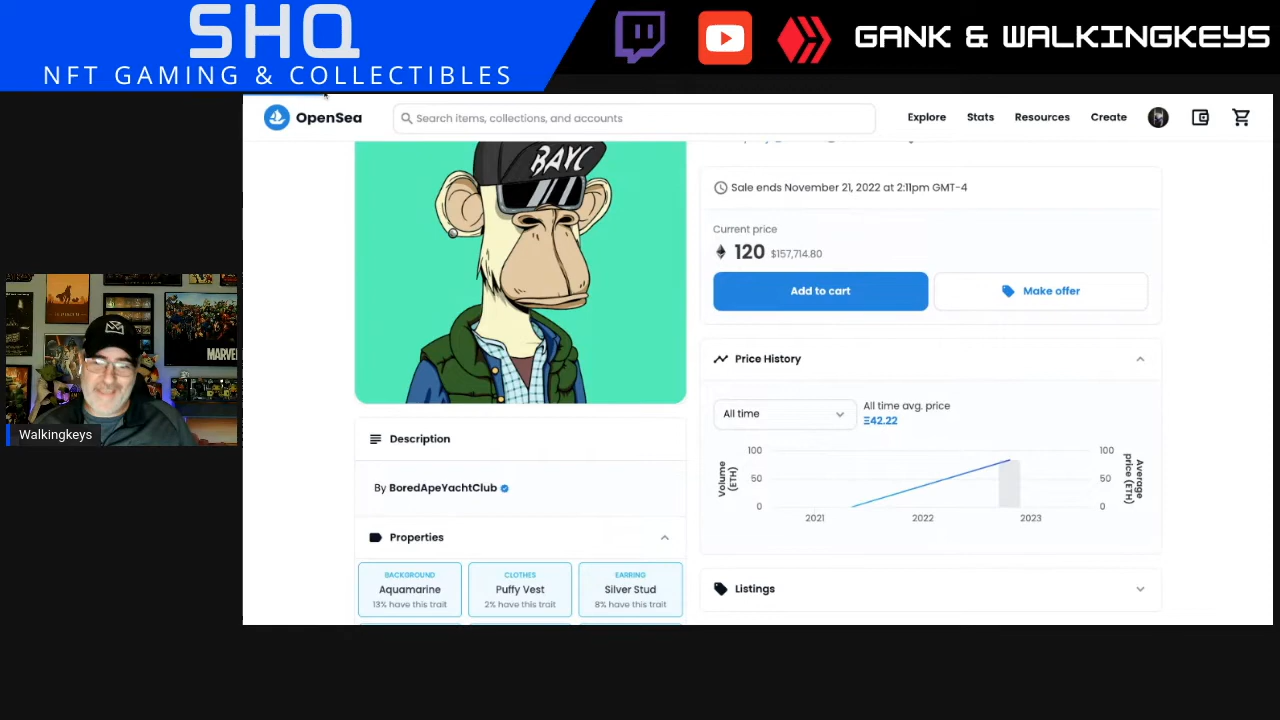 SHQ
NFT GAMING & COLLECTIBLES
GANK & WALKINGKEYS
OpenSea
Search items, collections, and accounts
Explore
Stats
Resources
Create
BAYC
Sale ends November 21, 2022 at 2:11pm GMT-4
Current price
120 $157,714.80
Add to cart
Make offer
Price History
All time
All time avg. price
Ξ42.22
Volume (ETH)
100
50
0
2021
2022
2023
100
50
0
Average price (ETH)
Listings
Description
By BoredApeYachtClub
Properties
BACKGROUND
Aquamarine
13% have this trait
CLOTHES
Puffy Vest
2% have this trait
EARRING
Silver Stud
8% have this trait
MARVEL
Walkingkeys